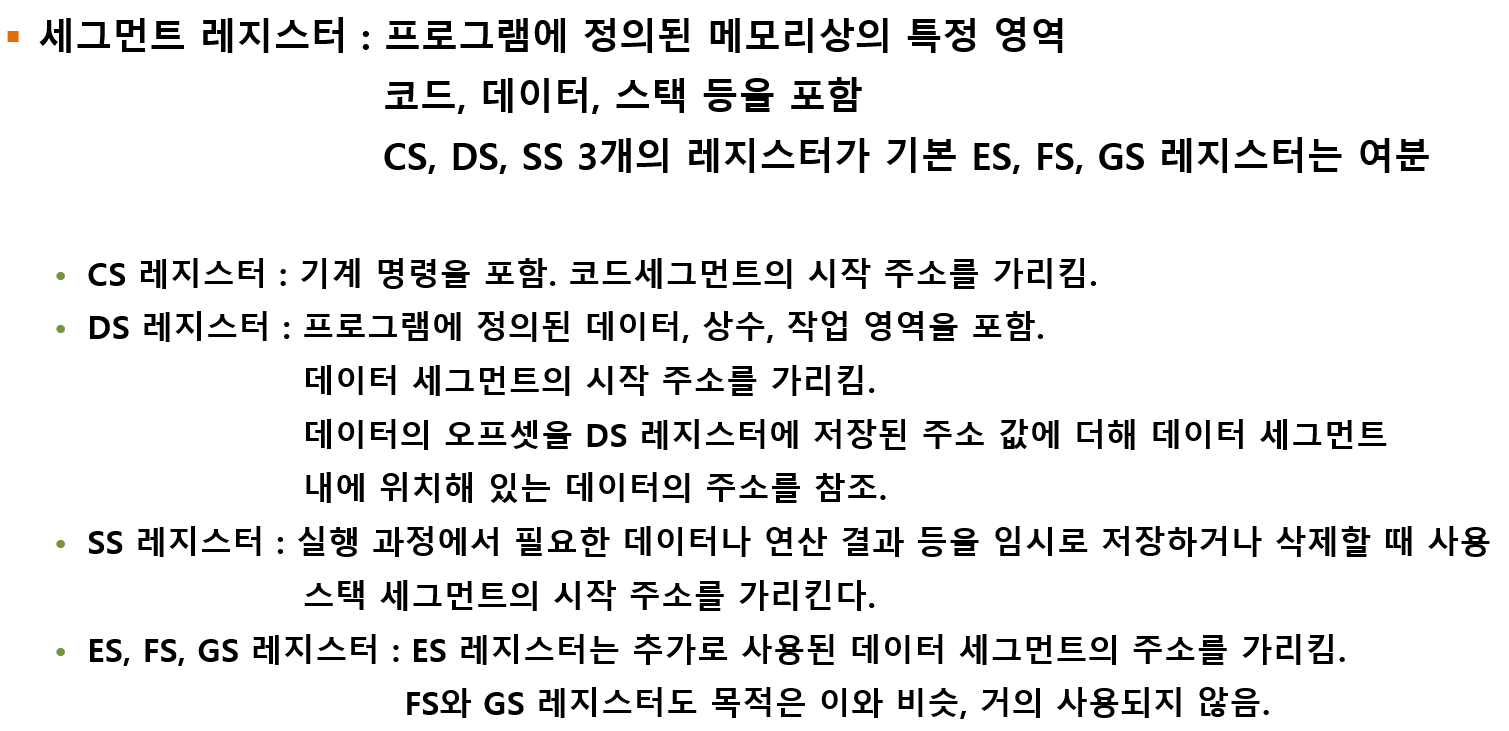 ▪ 세그먼트 레지스터 : 프로그램에 정의된 메모리상의 특정 영역
코드, 데이터, 스택 등을 포함
CS, DS, SS 3개의 레지스터가 기본 ES, FS, GS 레지스터는 여분
• CS 레지스터 : 기계 명령을 포함. 코드세그먼트의 시작 주소를 가리킴.
• DS 레지스터 : 프로그램에 정의된 데이터, 상수, 작업 영역을 포함.
데이터 세그먼트의 시작 주소를 가리킴.
데이터의 오프셋을 DS 레지스터에 저장된 주소 값에 더해 데이터 세그먼트
내에 위치해 있는 데이터의 주소를 참조.
• SS 레지스터 : 실행 과정에서 필요한 데이터나 연산 결과 등을 임시로 저장하거나 삭제할 때 사용
스택 세그먼트의 시작 주소를 가리킨다.
• ES, FS, GS 레지스터 : ES 레지스터는 추가로 사용된 데이터 세그먼트의 주소를 가리킴.
FS와 GS 레지스터도 목적은 이와 비슷, 거의 사용되지 않음.